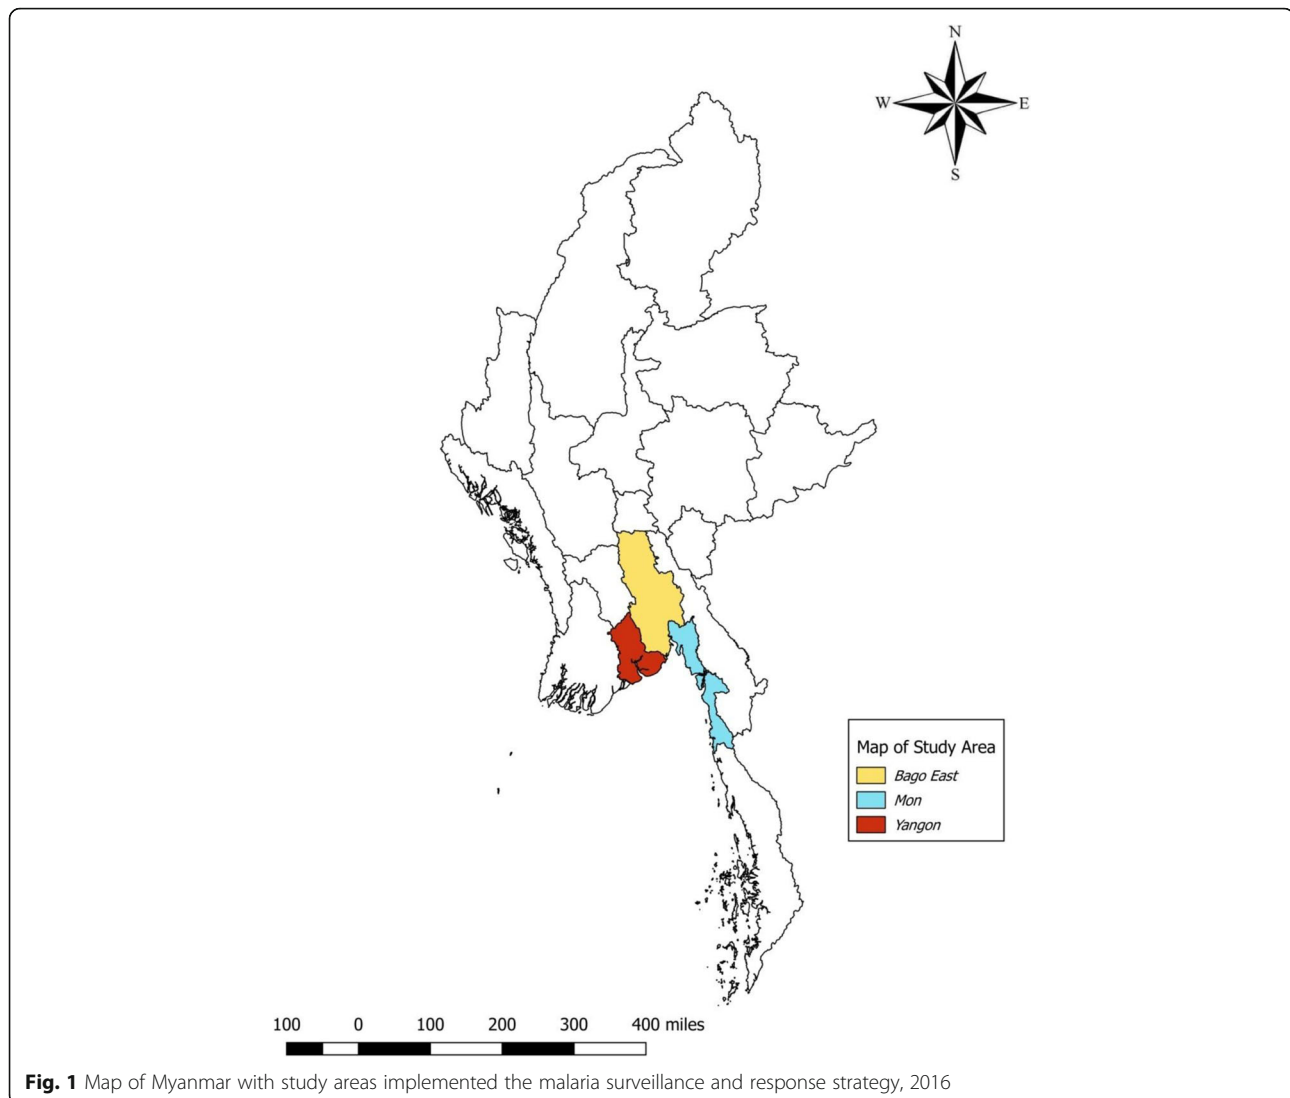 N
W
E
S
Map of Study Area
Bago East
Mon
Yangon
100 0 100 200 300 400 miles
Fig. 1 Map of Myanmar with study areas implemented the malaria surveillance and response strategy, 2016